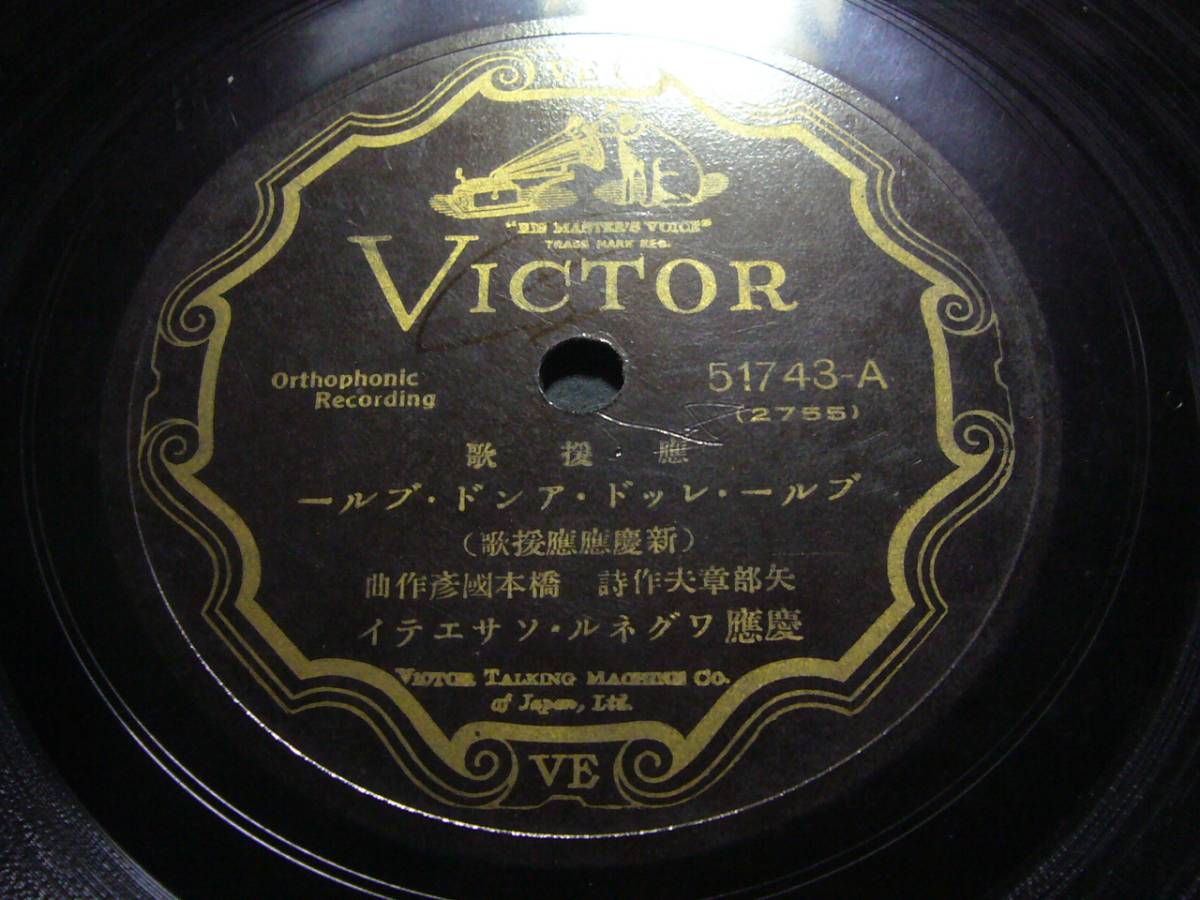 VE
"HIS MASTER'S VOICE"
TRADE MARK REG.
VICTOR
Orthophonic
Recording
51743-A
(2755)
應援歌
ブルー・レッド・アンド・ブルー
(新慶應應援歌)
矢部章夫作詩 橋本國彥作曲
慶應ワグネル・ソサエテイ
VICTOR TALKING MACHINE CO.
of Japan, Ltd.
VE